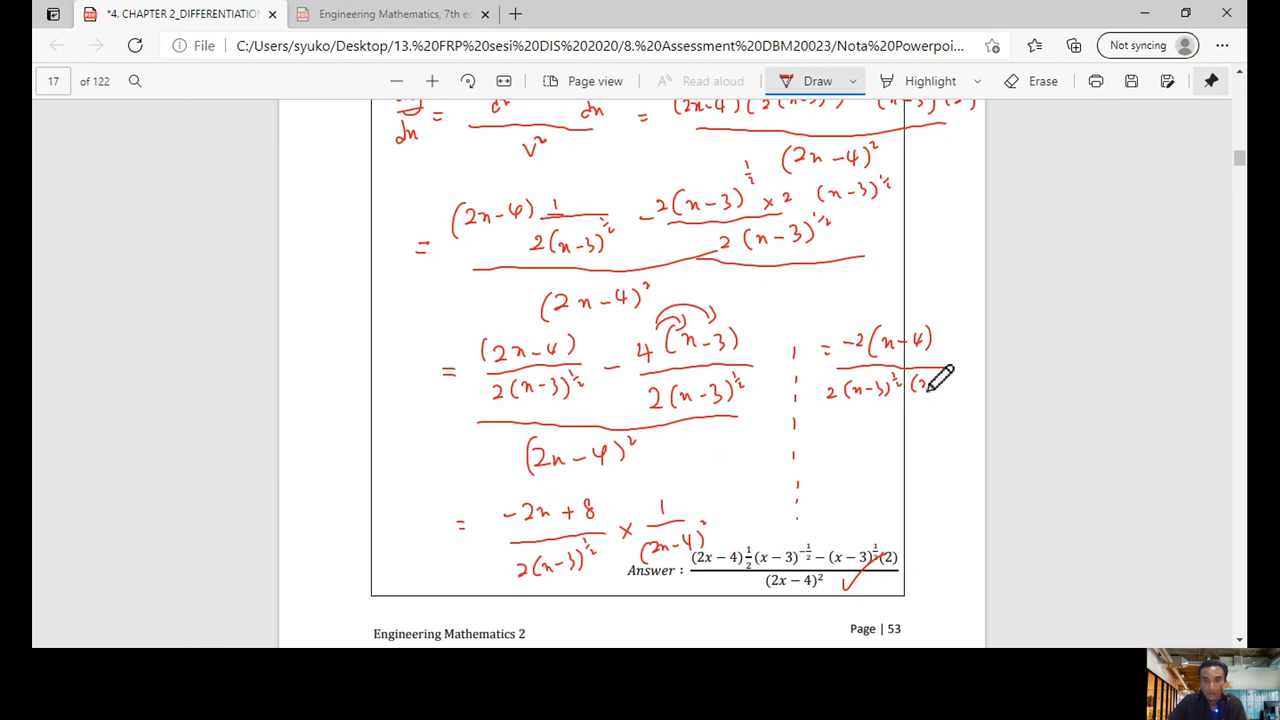 *4. CHAPTER 2_DIFFERENTIATIO
Engineering Mathematics, 7th e
File
C:/Users/syuko/Desktop/13.%20FRP%20sesi%20DIS%202020/8.%20Assessment%20DBM20023/Nota%20Powerpoi...
Not syncing
17 of 122
Page view
Read aloud
Draw
Highlight
Erase
dx = v² dx = (2x-4)(2(x-3)
(2x-4)²
= (2x-4) 1/2(x-3)^½ - 2(x-3)^½ × 2 (x-3)^½ / 2(x-3)^½
(2x-4)²
= (2x-4)/2(x-3)^½ - 4(x-3)/2(x-3)^½
(2x-4)²
= -2(x-4) / 2(x-3)^½ (2
= -2x+8 / 2(x-3)^½ × 1/(2x-4)²
Answer : (2x − 4)½(x − 3)^−½ − (x − 3)^½(2) / (2x − 4)²
Engineering Mathematics 2
Page | 53